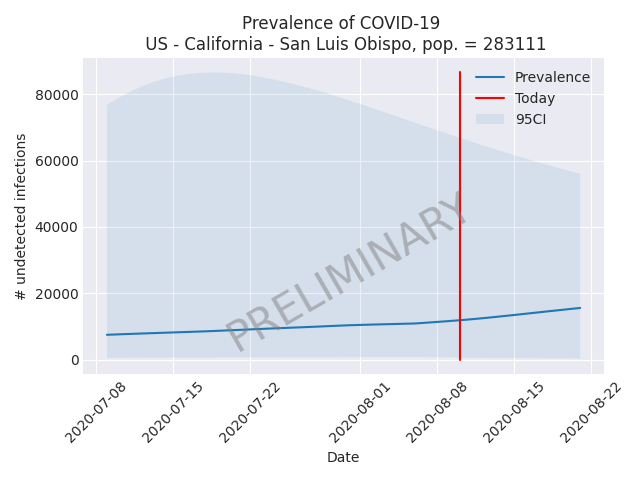 Prevalence of COVID-19
US - California - San Luis Obispo, pop. = 283111
Prevalence
Today
95CI
80000
60000
40000
20000
0
# undetected infections
PRELIMINARY
2020-07-08
2020-07-15
2020-07-22
2020-08-01
2020-08-08
2020-08-15
2020-08-22
Date